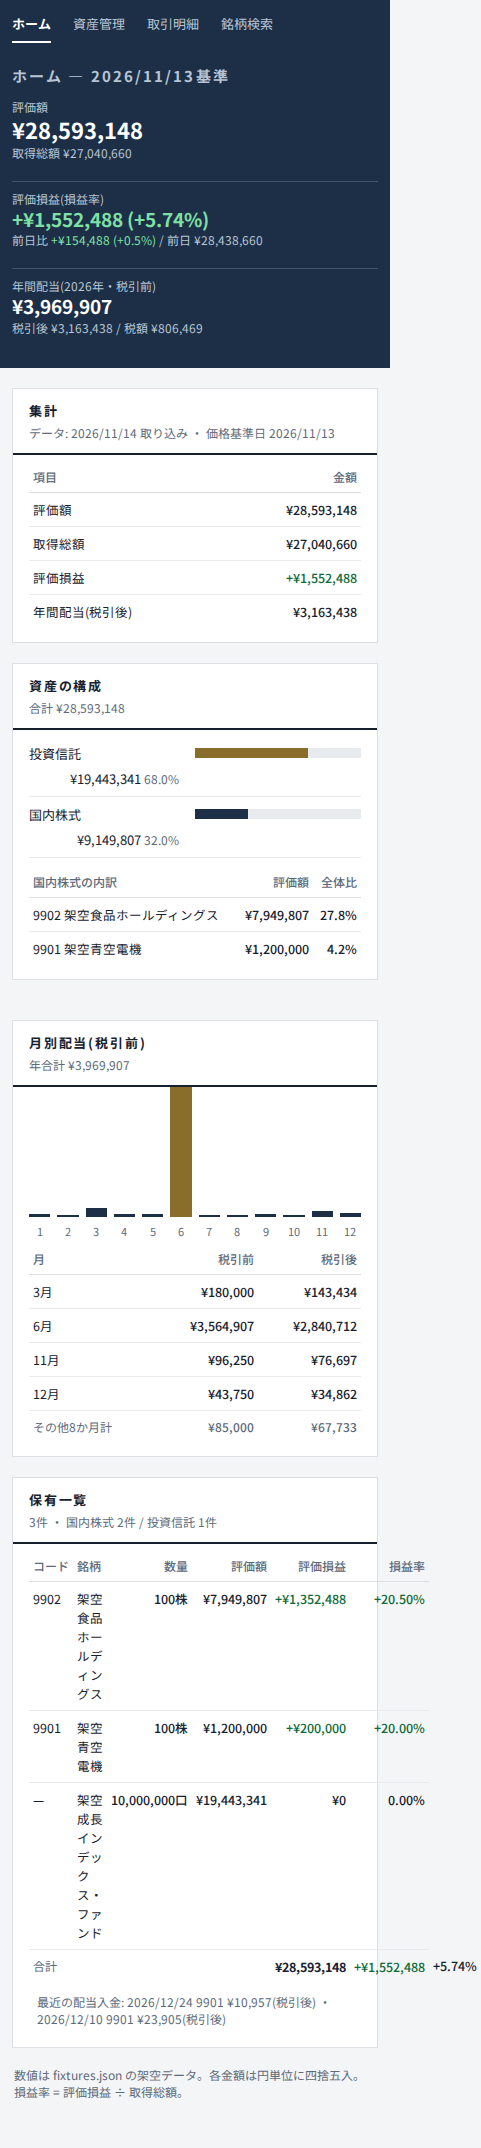 ホーム 資産管理 取引明細 銘柄検索
ホーム — 2026/11/13基準
評価額
¥28,593,148
取得総額 ¥27,040,660
評価損益(損益率)
+¥1,552,488 (+5.74%)
前日比 +¥154,488 (+0.5%) / 前日 ¥28,438,660
年間配当(2026年・税引前)
¥3,969,907
税引後 ¥3,163,438 / 税額 ¥806,469
集計
データ: 2026/11/14 取り込み ・ 価格基準日 2026/11/13
項目 金額
評価額 ¥28,593,148
取得総額 ¥27,040,660
評価損益 +¥1,552,488
年間配当(税引後) ¥3,163,438
資産の構成
合計 ¥28,593,148
投資信託
¥19,443,341 68.0%
国内株式
¥9,149,807 32.0%
国内株式の内訳 評価額 全体比
9902 架空食品ホールディングス ¥7,949,807 27.8%
9901 架空青空電機 ¥1,200,000 4.2%
月別配当(税引前)
年合計 ¥3,969,907
1 2 3 4 5 6 7 8 9 10 11 12
月 税引前 税引後
3月 ¥180,000 ¥143,434
6月 ¥3,564,907 ¥2,840,712
11月 ¥96,250 ¥76,697
12月 ¥43,750 ¥34,862
その他8か月計 ¥85,000 ¥67,733
保有一覧
3件 ・ 国内株式 2件 / 投資信託 1件
コード 銘柄 数量 評価額 評価損益 損益率
9902 架空 100株 ¥7,949,807 +¥1,352,488 +20.50%
食品
ホー
ルデ
ィン
グス
9901 架空 100株 ¥1,200,000 +¥200,000 +20.00%
青空
電機
— 架空 10,000,000口 ¥19,443,341 ¥0 0.00%
成長
イン
デッ
ク
ス・
ファ
ンド
合計 ¥28,593,148 +¥1,552,488 +5.74%
最近の配当入金: 2026/12/24 9901 ¥10,957(税引後) ・
2026/12/10 9901 ¥23,905(税引後)
数値は fixtures.json の架空データ。各金額は円単位に四捨五入。
損益率 = 評価損益 ÷ 取得総額。